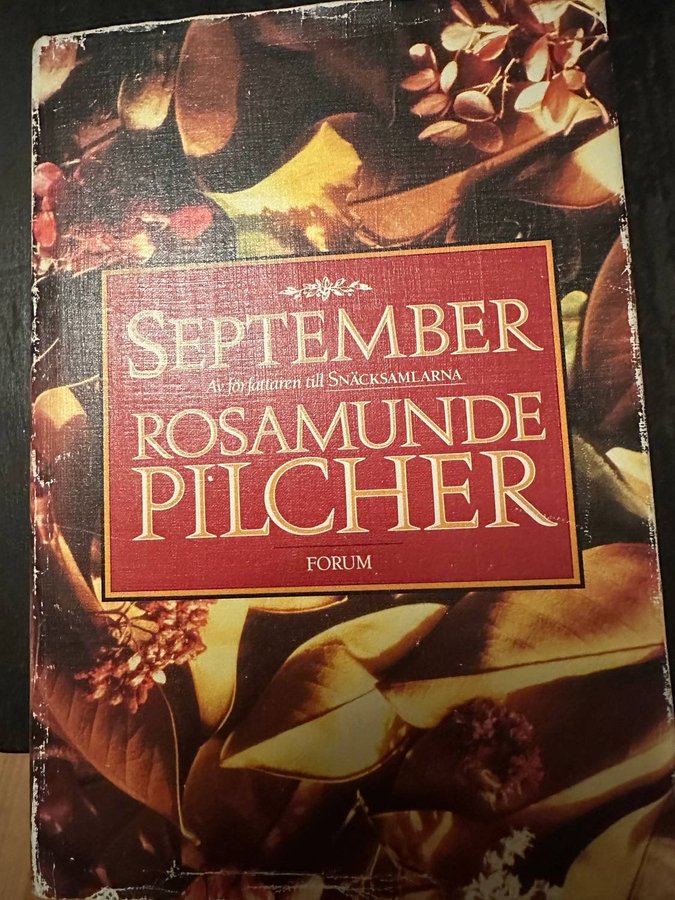 SEPTEMBER
Av författaren till SNÄCKSAMLARNA
ROSAMUNDE
PILCHER
FORUM